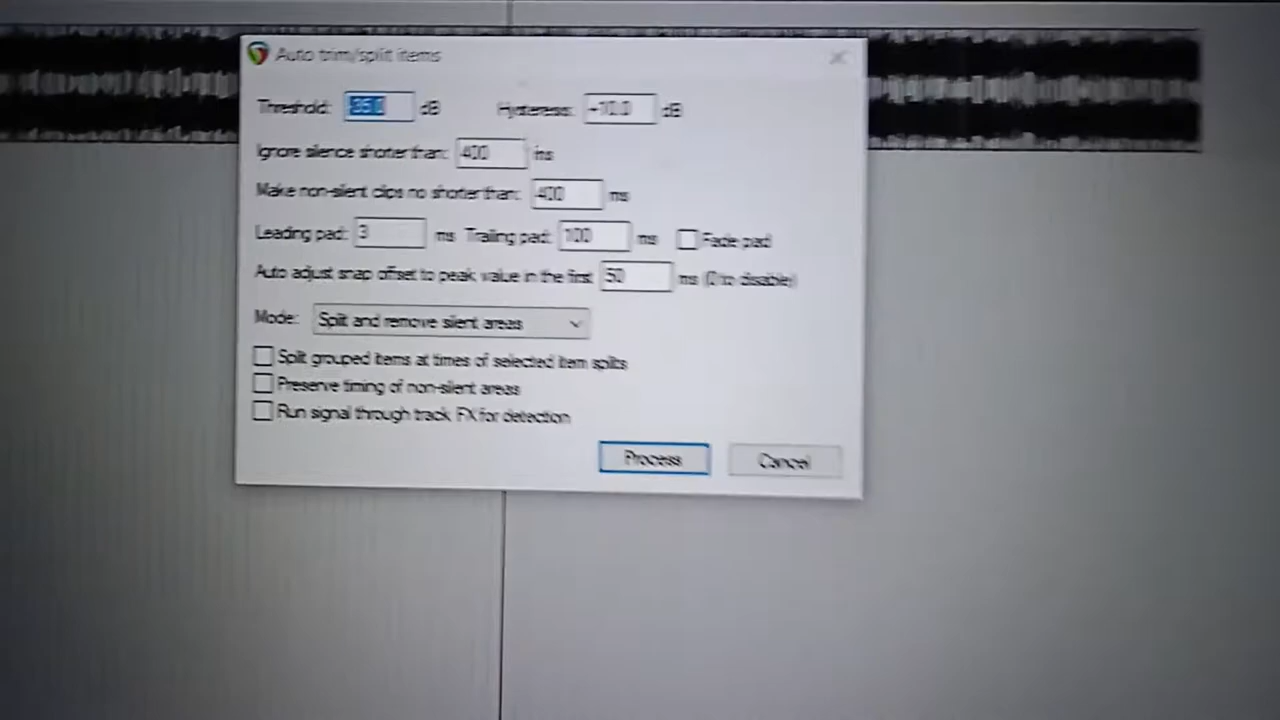 Auto trim/split items
Threshold: 35.0 dB Hysteresis: -10.0 dB
Ignore silence shorter than: 400 ms
Make non-silent clips no shorter than: 400 ms
Leading pad: 3 ms Trailing pad: 100 ms Fade pad
Auto adjust snap offset to peak value in the first 50 ms (0 to disable)
Mode: Split and remove silent areas
Split grouped items at times of selected item splits
Preserve timing of non-silent areas
Run signal through track FX for detection
Process Cancel